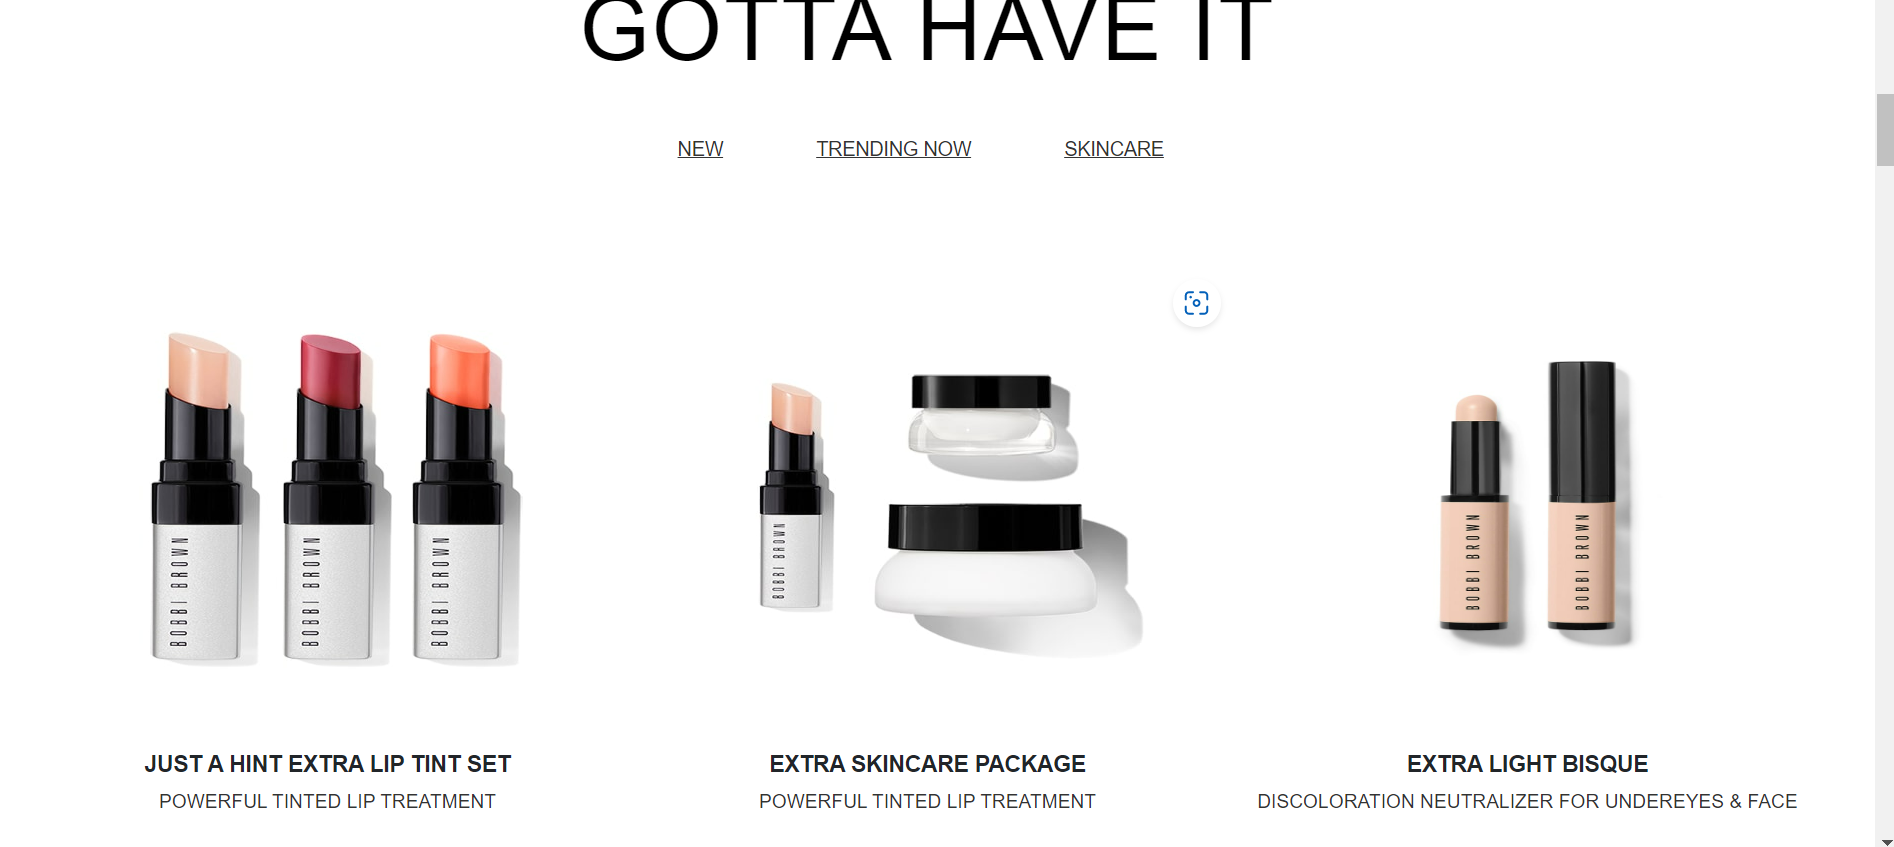 GOTTA HAVE IT
NEW TRENDING NOW SKINCARE
BOBBI BROWN BOBBI BROWN BOBBI BROWN
BOBBI BROWN
BOBBI BROWN BOBBI BROWN
JUST A HINT EXTRA LIP TINT SET
POWERFUL TINTED LIP TREATMENT
EXTRA SKINCARE PACKAGE
POWERFUL TINTED LIP TREATMENT
EXTRA LIGHT BISQUE
DISCOLORATION NEUTRALIZER FOR UNDEREYES & FACE